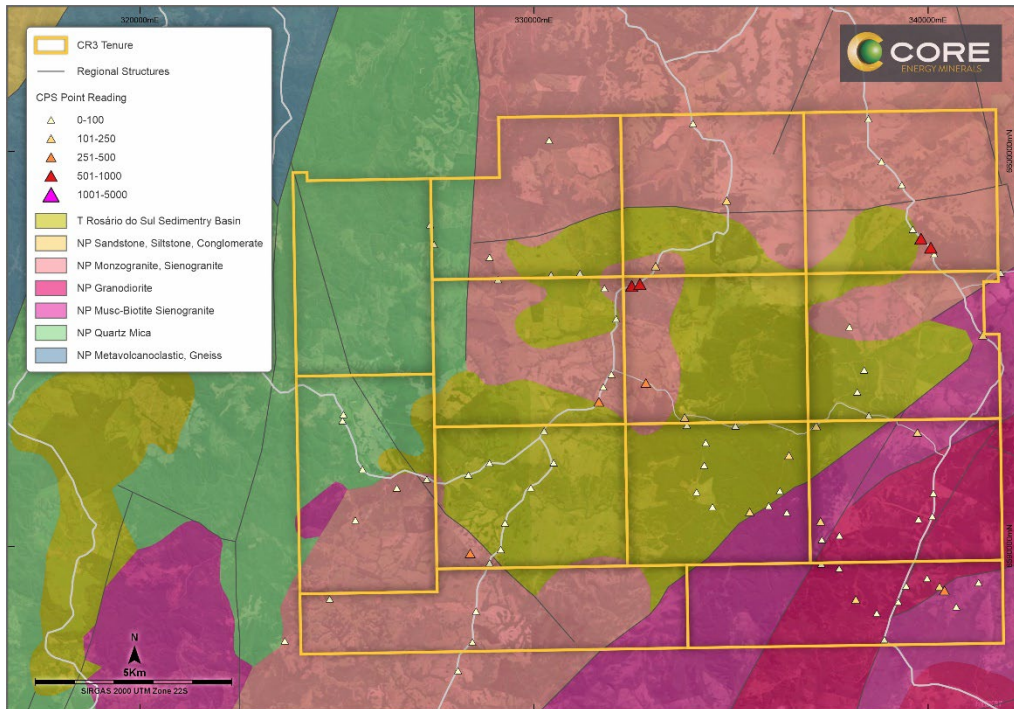 320000mE
330000mE
340000mE
CR3 Tenure
Regional Structures
CPS Point Reading
0-100
101-250
251-500
501-1000
1001-5000
T Rosário do Sul Sedimentry Basin
NP Sandstone, Siltstone, Conglomerate
NP Monzogranite, Sienogranite
NP Granodiorite
NP Musc-Biotite Sienogranite
NP Quartz Mica
NP Metavolcanoclastic, Gneiss
CORE
ENERGY MINERALS
N
5Km
SIRGAS 2000 UTM Zone 22S